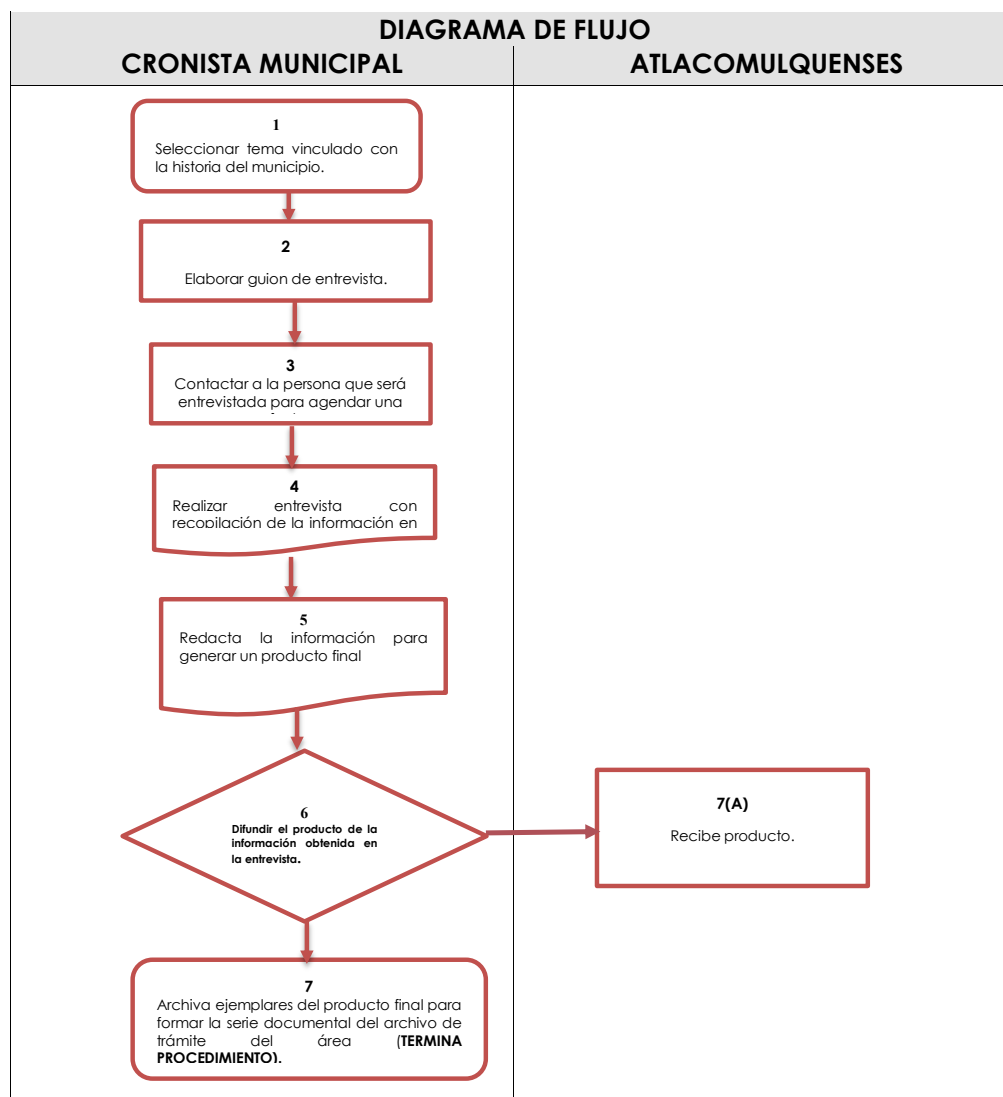 DIAGRAMA DE FLUJO
CRONISTA MUNICIPAL
ATLACOMULQUENSES
1
Seleccionar tema vinculado con
la historia del municipio.
2
Elaborar guion de entrevista.
3
Contactar a la persona que será
entrevistada para agendar una
4
Realizar entrevista con
recopilación de la información en
5
Redacta la información para
generar un producto final
6
Difundir el producto de la
información obtenida en
la entrevista.
7(A)
Recibe producto.
7
Archiva ejemplares del producto final para
formar la serie documental del archivo de
trámite del área (TERMINA
PROCEDIMIENTO).